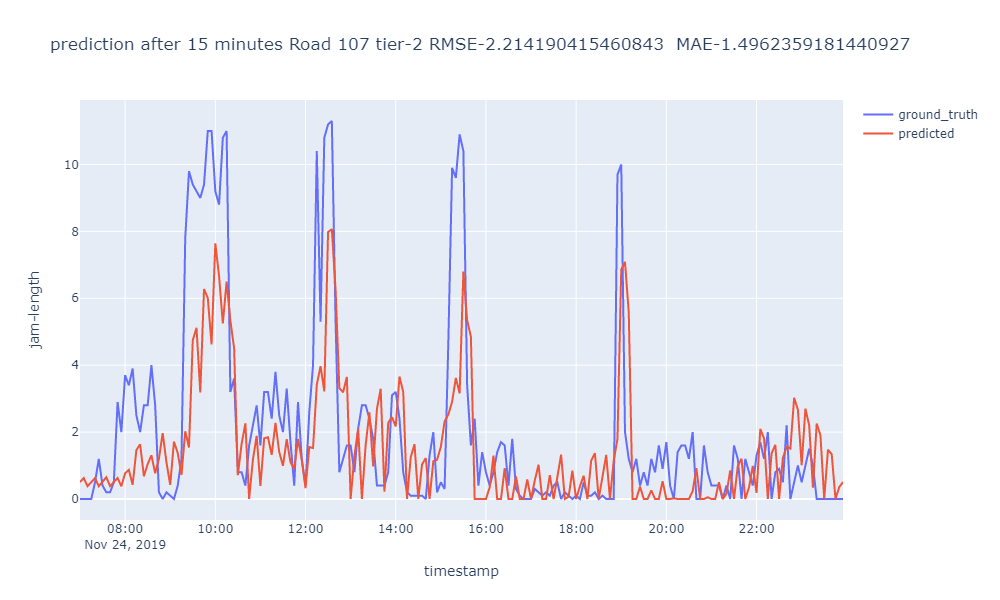 prediction after 15 minutes Road 107 tier-2 RMSE-2.214190415460843  MAE-1.4962359181440927
ground_truth
predicted
jam-length
10
8
6
4
2
0
08:00 10:00 12:00 14:00 16:00 18:00 20:00 22:00
Nov 24, 2019
timestamp